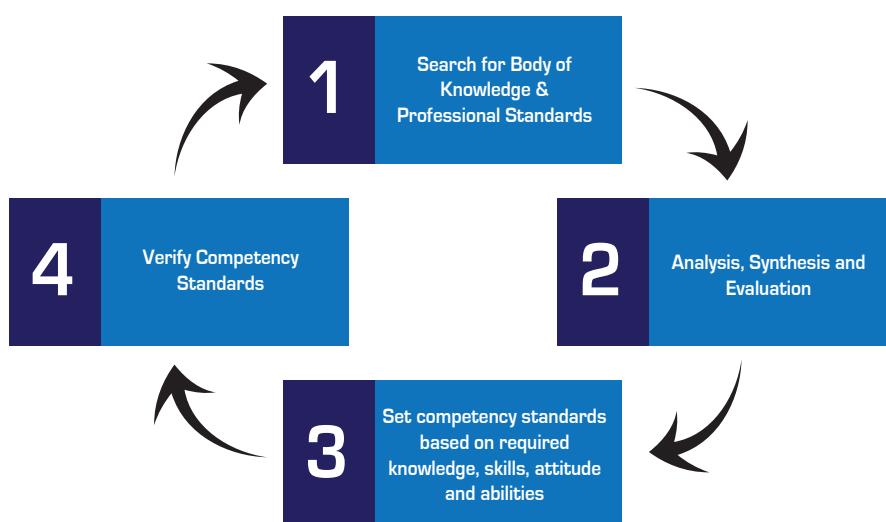 1
Search for Body of
Knowledge &
Professional Standards
2
Analysis, Synthesis and
Evaluation
3
Set competency standards
based on required
knowledge, skills, attitude
and abilities
4
Verify Competency
Standards